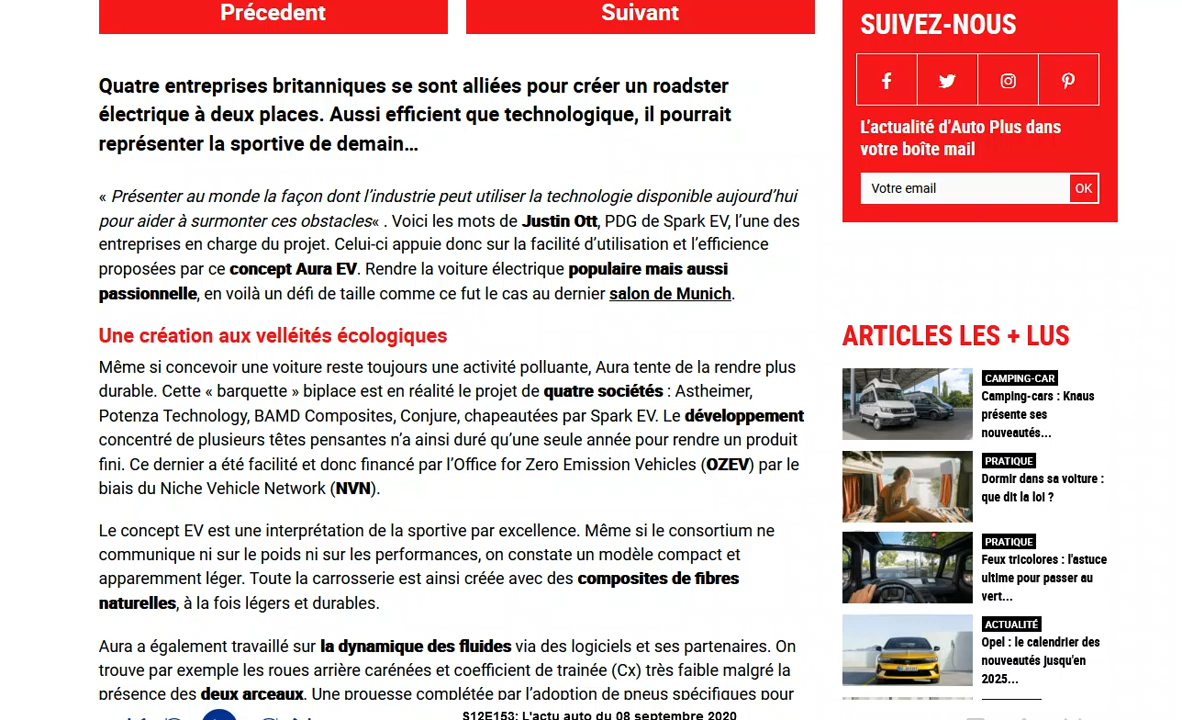 Précedent
Suivant
Quatre entreprises britanniques se sont alliées pour créer un roadster
électrique à deux places. Aussi efficient que technologique, il pourrait
représenter la sportive de demain…
« Présenter au monde la façon dont l’industrie peut utiliser la technologie disponible aujourd’hui
pour aider à surmonter ces obstacles« . Voici les mots de Justin Ott, PDG de Spark EV, l’une des
entreprises en charge du projet. Celui-ci appuie donc sur la facilité d’utilisation et l’efficience
proposées par ce concept Aura EV. Rendre la voiture électrique populaire mais aussi
passionnelle, en voilà un défi de taille comme ce fut le cas au dernier salon de Munich.
Une création aux velléités écologiques
Même si concevoir une voiture reste toujours une activité polluante, Aura tente de la rendre plus
durable. Cette « barquette » biplace est en réalité le projet de quatre sociétés : Astheimer,
Potenza Technology, BAMD Composites, Conjure, chapeautées par Spark EV. Le développement
concentré de plusieurs têtes pensantes n’a ainsi duré qu’une seule année pour rendre un produit
fini. Ce dernier a été facilité et donc financé par l’Office for Zero Emission Vehicles (OZEV) par le
biais du Niche Vehicle Network (NVN).
Le concept EV est une interprétation de la sportive par excellence. Même si le consortium ne
communique ni sur le poids ni sur les performances, on constate un modèle compact et
apparemment léger. Toute la carrosserie est ainsi créée avec des composites de fibres
naturelles, à la fois légers et durables.
Aura a également travaillé sur la dynamique des fluides via des logiciels et ses partenaires. On
trouve par exemple les roues arrière carénées et coefficient de trainée (Cx) très faible malgré la
présence des deux arceaux. Une prouesse complétée par l’adoption de pneus spécifiques pour
S12E153: L'actu auto du 08 septembre 2020
SUIVEZ-NOUS
L’actualité d’Auto Plus dans
votre boîte mail
Votre email
OK
ARTICLES LES + LUS
CAMPING-CAR
Camping-cars : Knaus
présente ses
nouveautés...
PRATIQUE
Dormir dans sa voiture :
que dit la loi ?
PRATIQUE
Feux tricolores : l'astuce
ultime pour passer au
vert...
ACTUALITÉ
Opel : le calendrier des
nouveautés jusqu'en
2025...